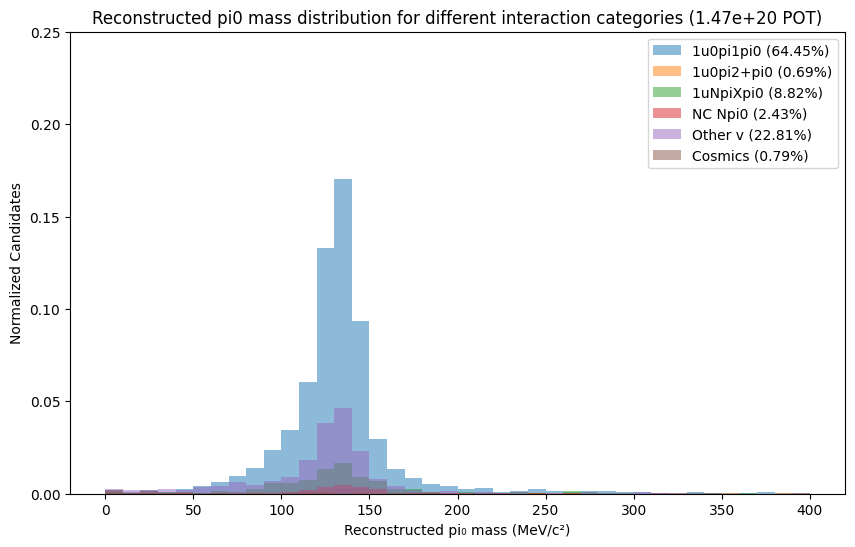 Reconstructed pi0 mass distribution for different interaction categories (1.47e+20 POT)
1u0pi1pi0 (64.45%)
1u0pi2+pi0 (0.69%)
1uNpiXpi0 (8.82%)
NC Npi0 (2.43%)
Other ν (22.81%)
Cosmics (0.79%)
Normalized Candidates
0.25
0.20
0.15
0.10
0.05
0.00
0 50 100 150 200 250 300 350 400
Reconstructed pi₀ mass (MeV/c²)